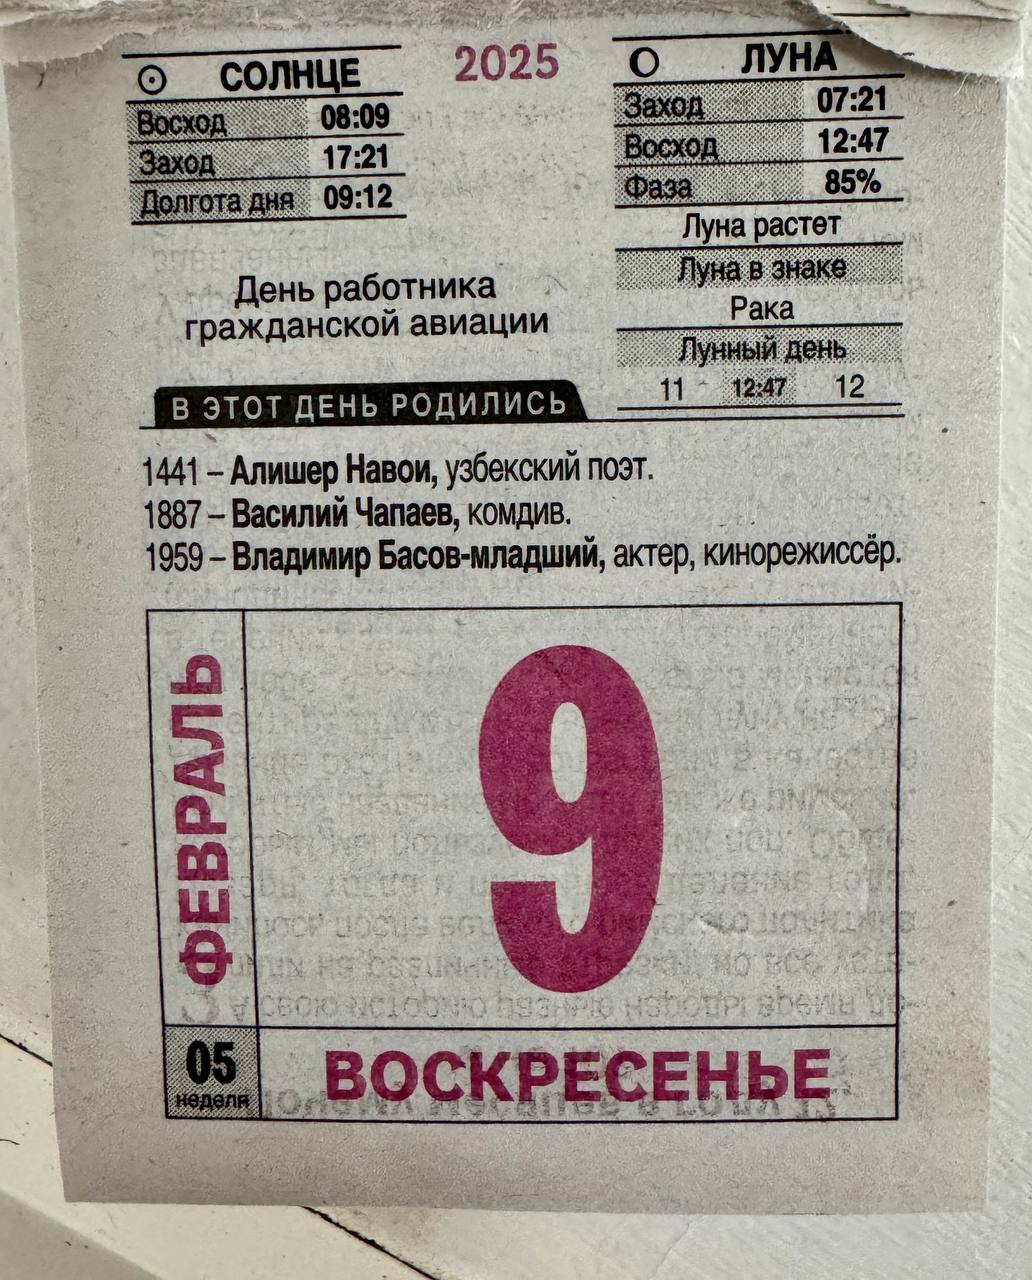 2025
СОЛНЦЕ
Восход 08:09
Заход 17:21
Долгота дня 09:12
ЛУНА
Заход 07:21
Восход 12:47
Фаза 85%
Луна растет
Луна в знаке
Рака
Лунный день
11 12:47 12
День работника
гражданской авиации
В ЭТОТ ДЕНЬ РОДИЛИСЬ
1441 – Алишер Навои, узбекский поэт.
1887 – Василий Чапаев, комдив.
1959 – Владимир Басов-младший, актер, кинорежиссёр.
ФЕВРАЛЬ
9
05
неделя
ВОСКРЕСЕНЬЕ